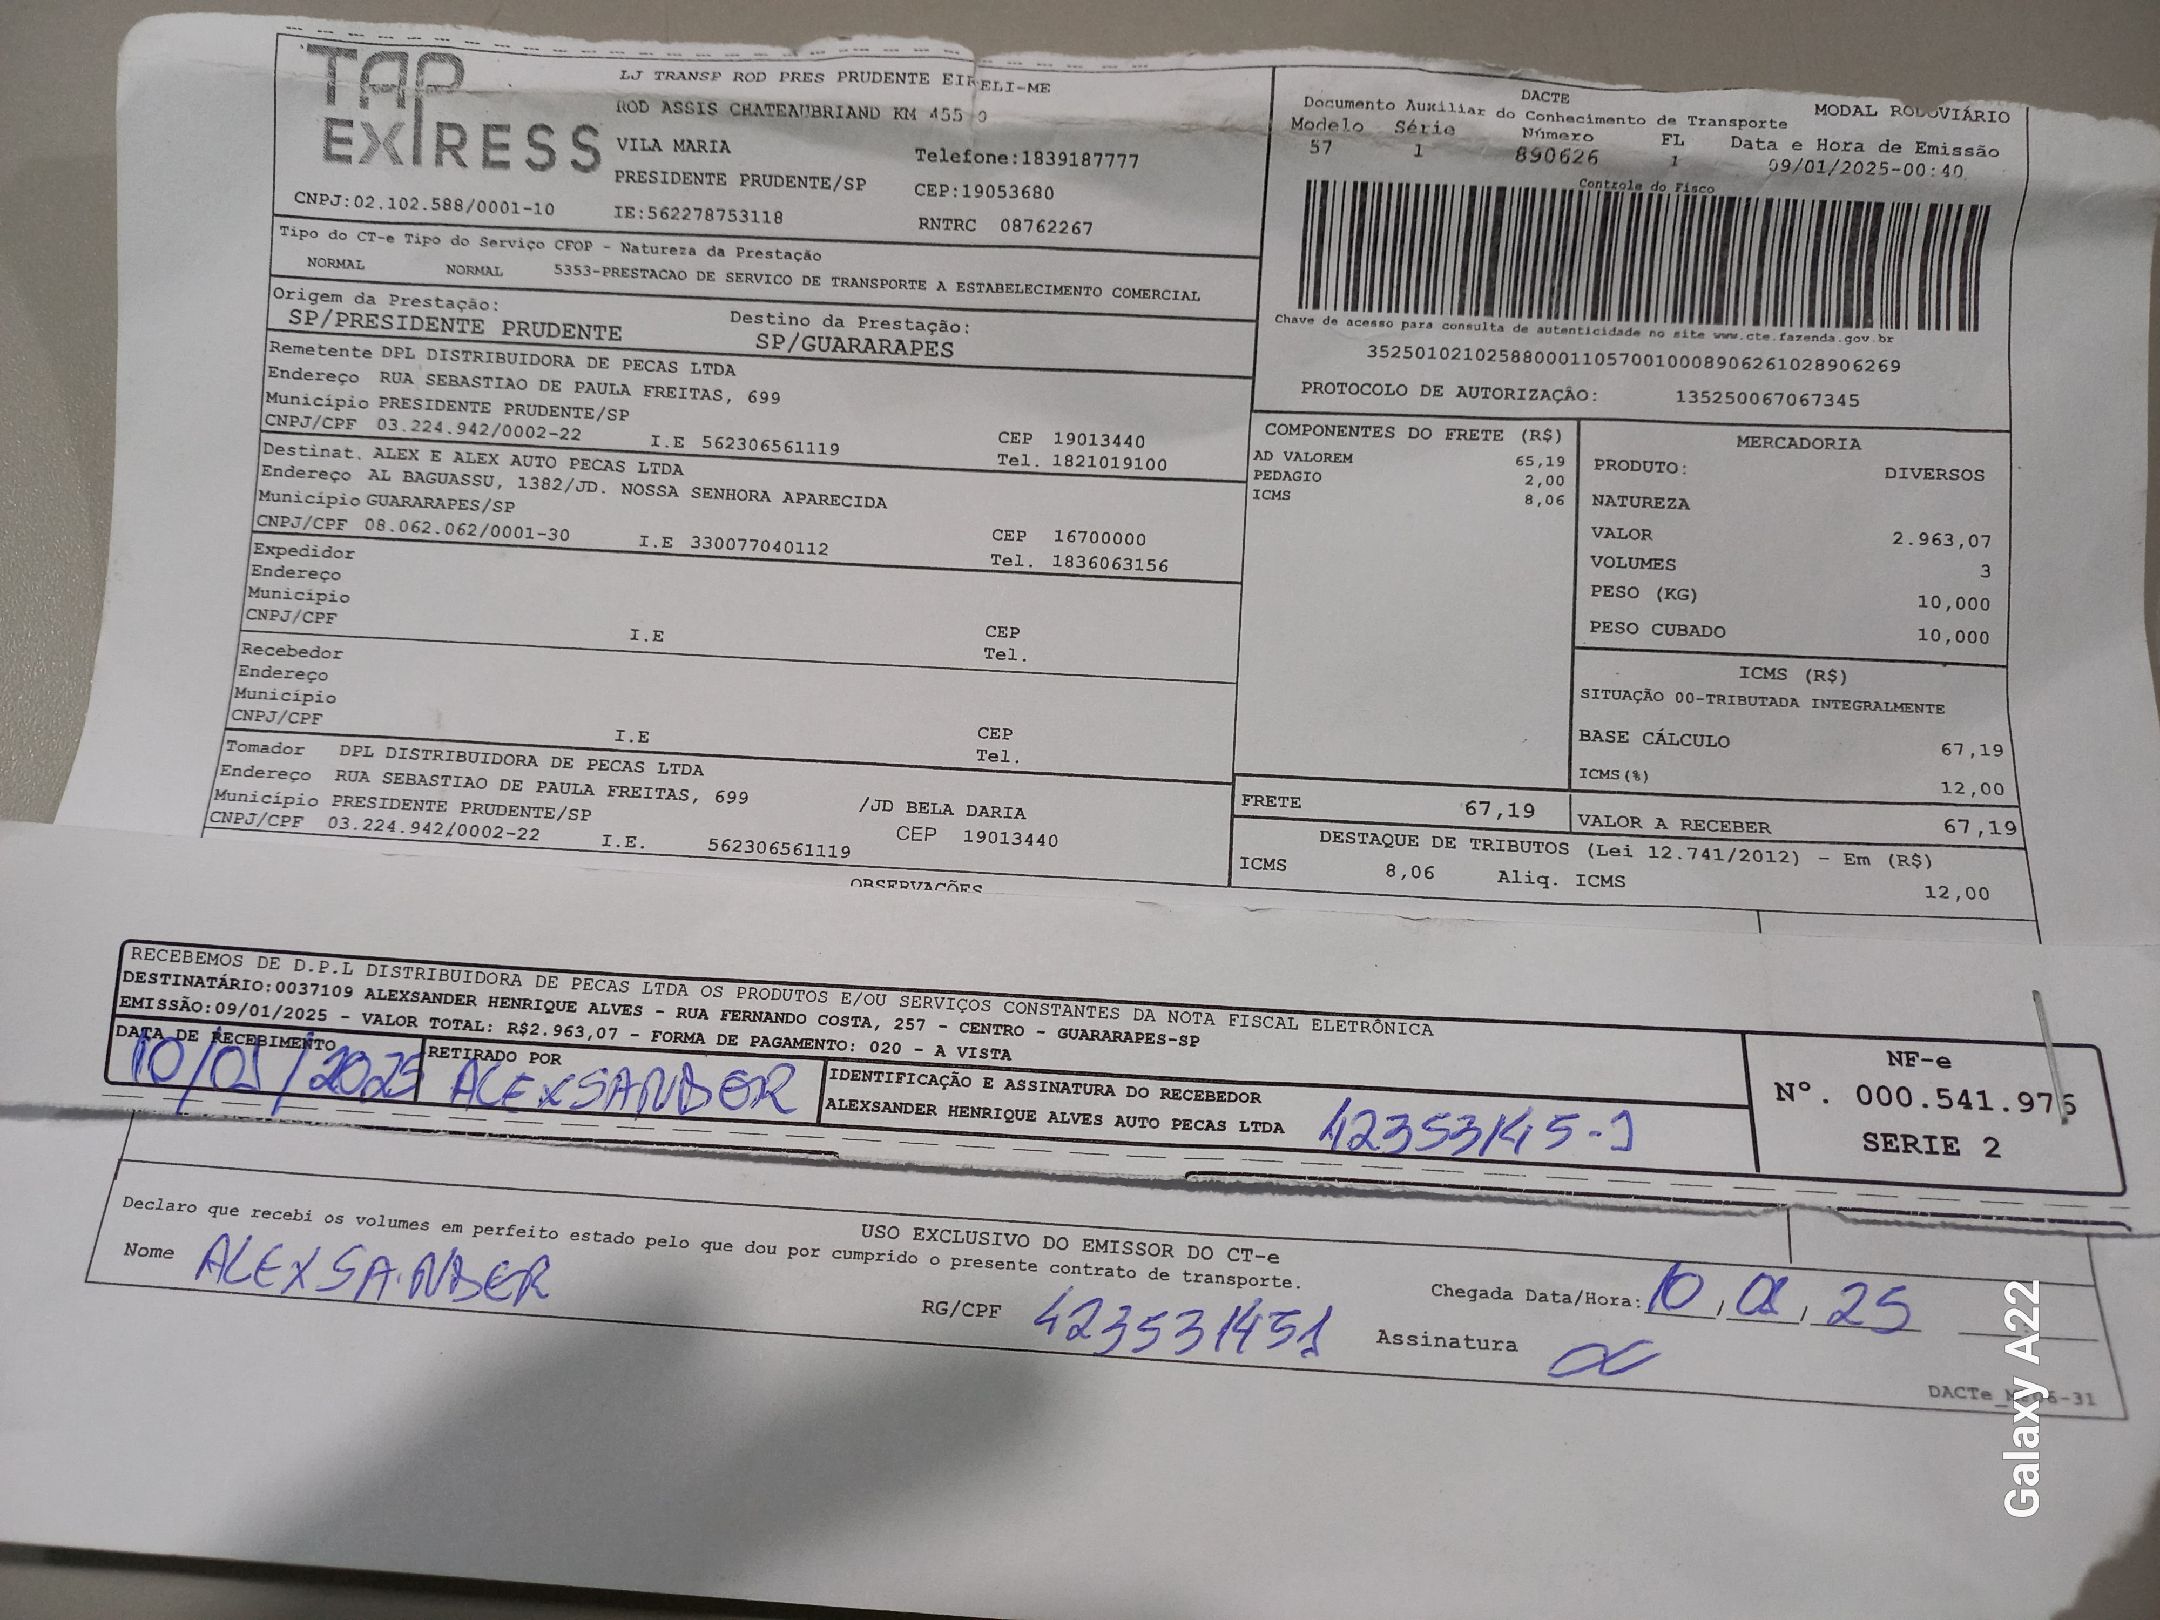 TAP EXPRESS
LJ TRANSP ROD PRES PRUDENTE EIRELI-ME
ROD ASSIS CHATEAUBRIAND KM 455 0
VILA MARIA Telefone:1839187777
PRESIDENTE PRUDENTE/SP CEP:19053680
CNPJ:02.102.588/0001-10 IE:562278753118 RNTRC 08762267
DACTE MODAL RODOVIÁRIO
Documento Auxiliar do Conhecimento de Transporte
Modelo Série Número FL Data e Hora de Emissão
57 1 890626 1 09/01/2025-00:40
Controle do Fisco
Chave de acesso para consulta de autenticidade no site www.cte.fazenda.gov.br
35250102102588000110570010008906261028906269
PROTOCOLO DE AUTORIZAÇÃO: 135250067067345
Tipo do CT-e Tipo do Serviço CFOP - Natureza da Prestação
NORMAL NORMAL 5353-PRESTACAO DE SERVICO DE TRANSPORTE A ESTABELECIMENTO COMERCIAL
Origem da Prestação: Destino da Prestação:
SP/PRESIDENTE PRUDENTE SP/GUARARAPES
Remetente DPL DISTRIBUIDORA DE PECAS LTDA
Endereço RUA SEBASTIAO DE PAULA FREITAS, 699
Município PRESIDENTE PRUDENTE/SP CEP 19013440
CNPJ/CPF 03.224.942/0002-22 I.E 562306561119 Tel. 1821019100
Destinat. ALEX E ALEX AUTO PECAS LTDA
Endereço AL BAGUASSU, 1382/JD. NOSSA SENHORA APARECIDA
Município GUARARAPES/SP CEP 16700000
CNPJ/CPF 08.062.062/0001-30 I.E 330077040112 Tel. 1836063156
Expedidor
Endereço
Município CEP
CNPJ/CPF I.E Tel.
Recebedor
Endereço
Município CEP
CNPJ/CPF I.E Tel.
Tomador DPL DISTRIBUIDORA DE PECAS LTDA
Endereço RUA SEBASTIAO DE PAULA FREITAS, 699 /JD BELA DARIA
Município PRESIDENTE PRUDENTE/SP CEP 19013440
CNPJ/CPF 03.224.942/0002-22 I.E. 562306561119
OBSERVAÇÕES
COMPONENTES DO FRETE (R$)
AD VALOREM 65,19
PEDAGIO 2,00
ICMS 8,06
MERCADORIA
PRODUTO: DIVERSOS
NATUREZA
VALOR 2.963,07
VOLUMES 3
PESO (KG) 10,000
PESO CUBADO 10,000
ICMS (R$)
SITUAÇÃO 00-TRIBUTADA INTEGRALMENTE
BASE CÁLCULO 67,19
ICMS(%) 12,00
FRETE 67,19 VALOR A RECEBER 67,19
DESTAQUE DE TRIBUTOS (Lei 12.741/2012) - Em (R$)
ICMS 8,06 Aliq. ICMS 12,00
RECEBEMOS DE D.P.L DISTRIBUIDORA DE PECAS LTDA OS PRODUTOS E/OU SERVIÇOS CONSTANTES DA NOTA FISCAL ELETRÔNICA
DESTINATÁRIO:0037109 ALEXSANDER HENRIQUE ALVES - RUA FERNANDO COSTA, 257 - CENTRO - GUARARAPES-SP
EMISSÃO:09/01/2025 - VALOR TOTAL: R$2.963,07 - FORMA DE PAGAMENTO: 020 - A VISTA
DATA DE RECEBIMENTO RETIRADO POR IDENTIFICAÇÃO E ASSINATURA DO RECEBEDOR
10/01/2025 ALEXSANDER ALEXSANDER HENRIQUE ALVES AUTO PECAS LTDA 42353145-1
NF-e
Nº. 000.541.976
SERIE 2
USO EXCLUSIVO DO EMISSOR DO CT-e
Declaro que recebi os volumes em perfeito estado pelo que dou por cumprido o presente contrato de transporte.
Nome ALEXSANDER RG/CPF 423531451 Assinatura
Chegada Data/Hora: 10, 01, 25
Galaxy A22